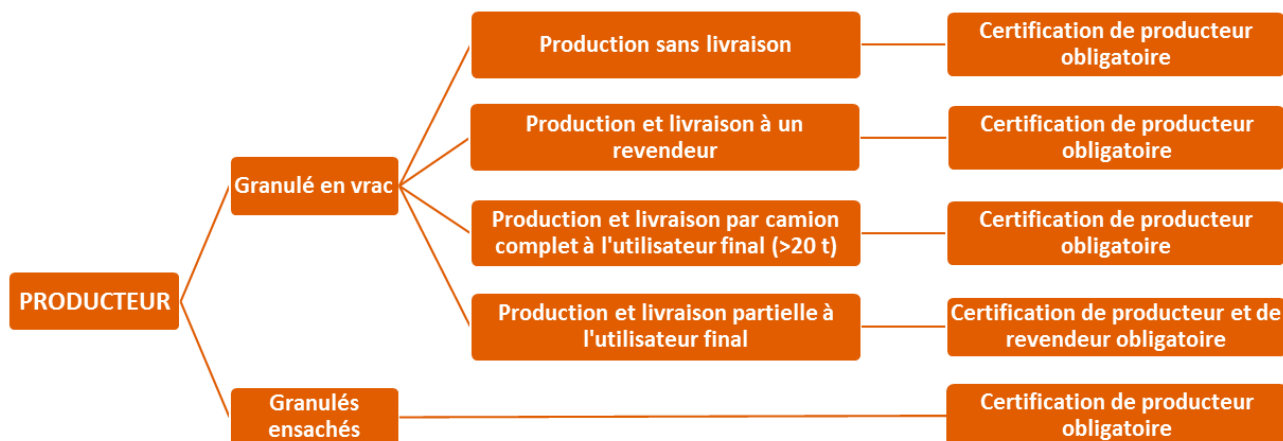 Production sans livraison
Certification de producteur
obligatoire
Production et livraison à un
revendeur
Certification de producteur
obligatoire
Granulé en vrac
Production et livraison par camion
complet à l'utilisateur final (>20 t)
Certification de producteur
obligatoire
PRODUCTEUR
Production et livraison partielle à
l'utilisateur final
Certification de producteur et de
revendeur obligatoire
Granulés
ensachés
Certification de producteur
obligatoire